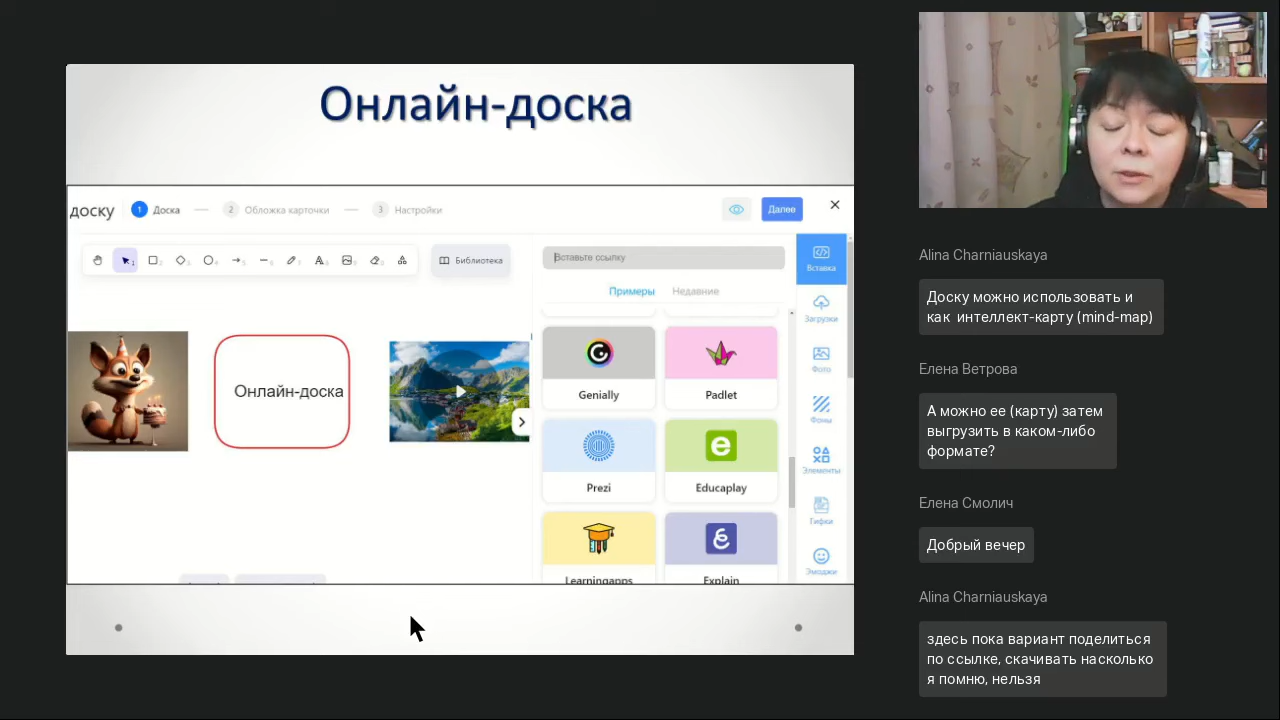 Онлайн-доска
доску
1 Доска
2 Обложка карточки
3 Настройки
Далее
Библиотека
Вставьте ссылку
Примеры Недавние
Онлайн-доска
Genially
Padlet
Prezi
Educaplay
Learningapps
Explain
Вставка
Загрузки
Фото
Фоны
Элементы
Гифки
Эмоджи
Alina Charniauskaya
Доску можно использовать и
как интеллект-карту (mind-map)
Елена Ветрова
А можно ее (карту) затем
выгрузить в каком-либо
формате?
Елена Смолич
Добрый вечер
Alina Charniauskaya
здесь пока вариант поделиться
по ссылке, скачивать насколько
я помню, нельзя